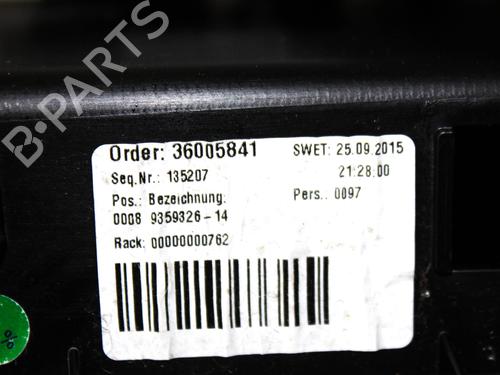 B-PARTS
Order: 36005841
SWET: 25.09.2015
Seq.Nr.: 135207
21:28:00
Pos.: Bezeichnung:
Pers.. 0097
0008 9359326-14
Rack: 00000000762
%